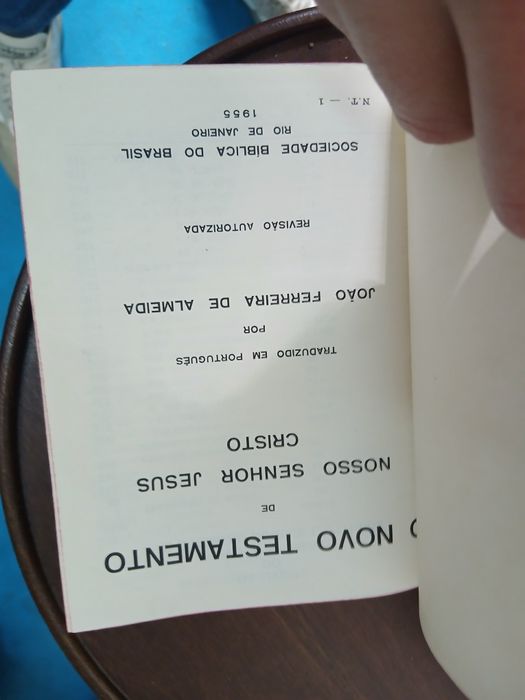 O NOVO TESTAMENTO
DE
NOSSO SENHOR JESUS
CRISTO
TRADUZIDO EM PORTUGUÊS
POR
JOÃO FERREIRA DE ALMEIDA
REVISÃO AUTORIZADA
SOCIEDADE BÍBLICA DO BRASIL
RIO DE JANEIRO
1955
N.T. — 1